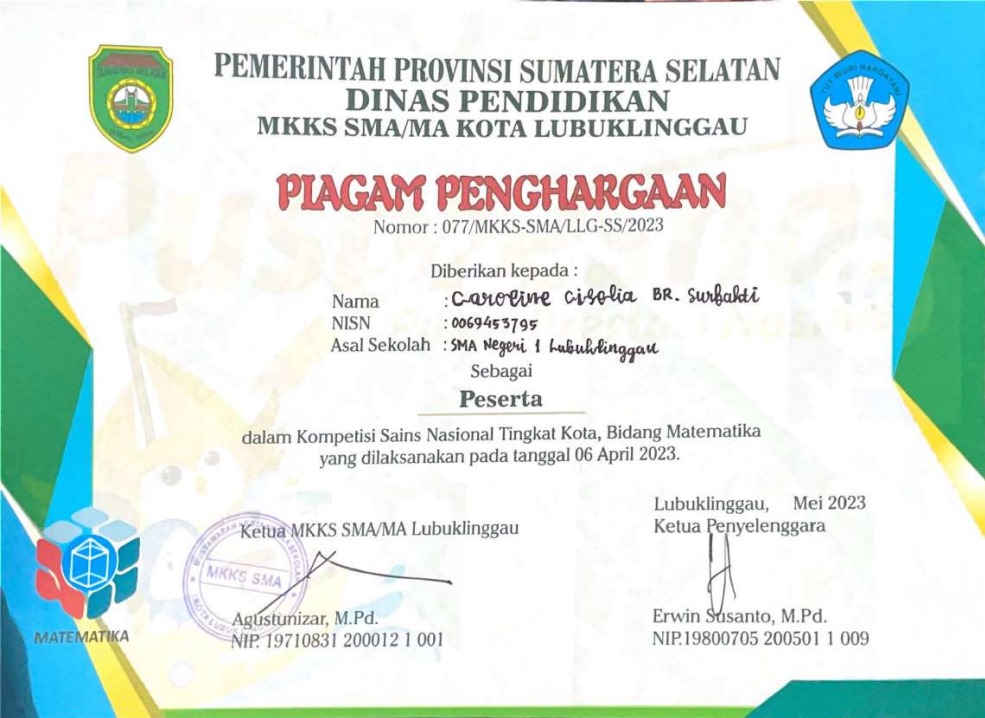 PEMERINTAH PROVINSI SUMATERA SELATAN
DINAS PENDIDIKAN
MKKS SMA/MA KOTA LUBUKLINGGAU
SUMATERA SELATAN
TUT WURI HANDAYANI
PIAGAM PENGHARGAAN
Nomor : 077/MKKS-SMA/LLG-SS/2023
Diberikan kepada :
Nama : Caroline Cisolia BR. Surbakti
NISN : 0069453795
Asal Sekolah : SMA Negeri 1 Lubuklinggau
Sebagai
Peserta
dalam Kompetisi Sains Nasional Tingkat Kota, Bidang Matematika
yang dilaksanakan pada tanggal 06 April 2023.
Lubuklinggau, Mei 2023
Ketua MKKS SMA/MA Lubuklinggau
Ketua Penyelenggara
MKKS SMA
Agustunizar, M.Pd.
NIP. 19710831 200012 1 001
Erwin Susanto, M.Pd.
NIP.19800705 200501 1 009
MATEMATIKA